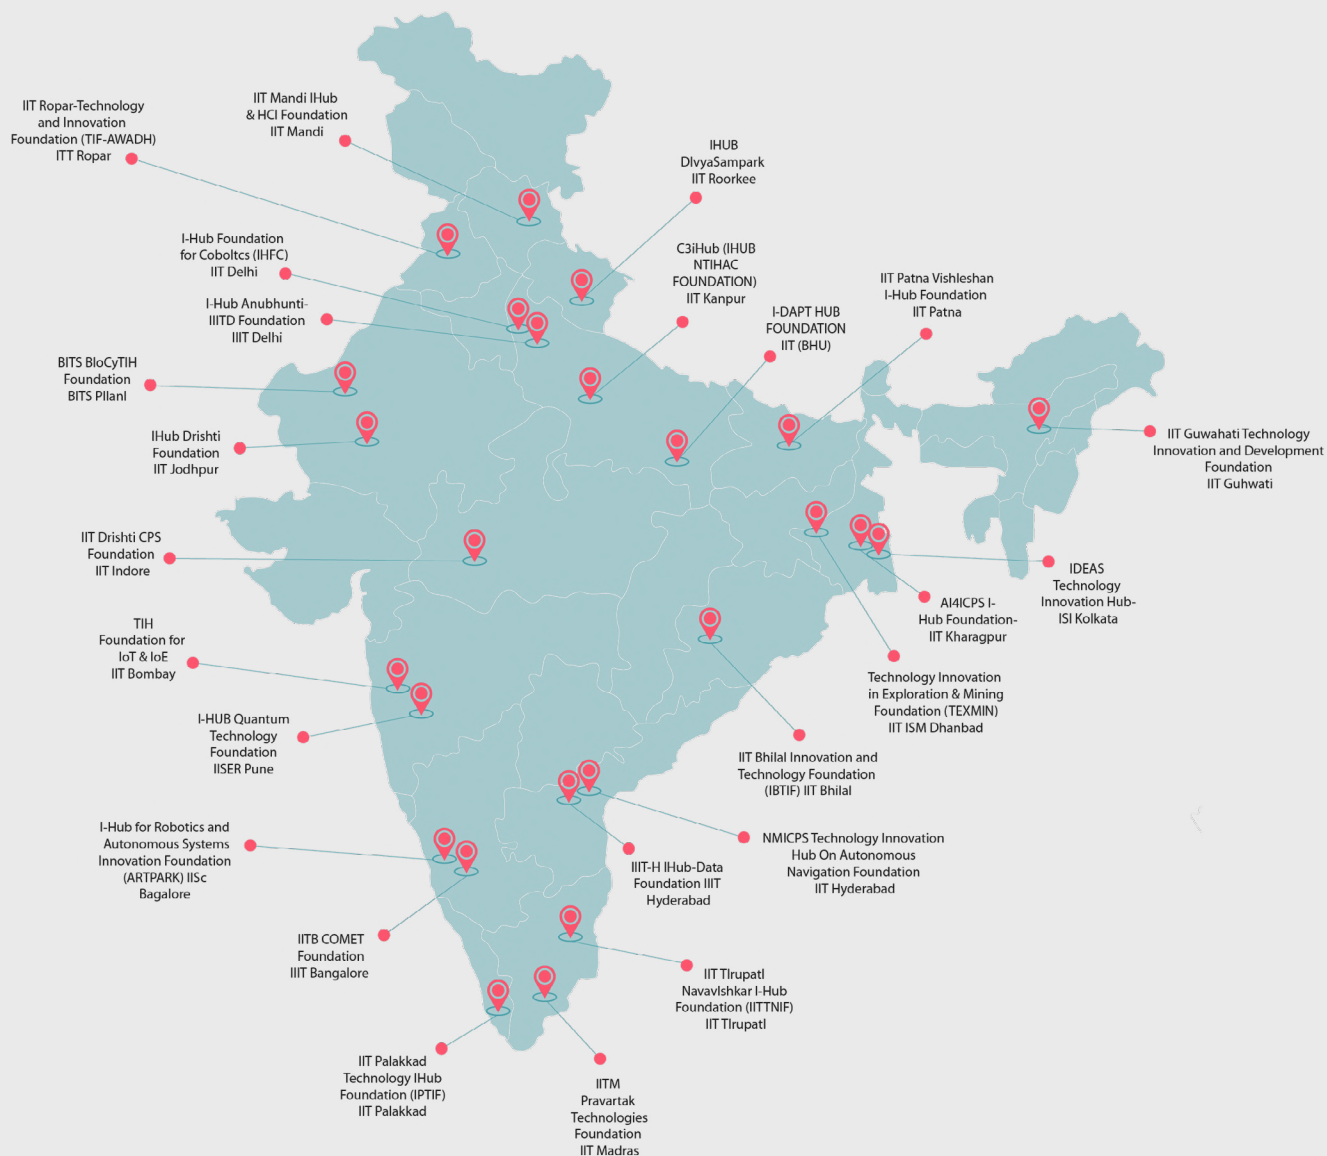 IIT Ropar-Technology
and Innovation
Foundation (TIF-AWADH)
ITT Ropar
IIT Mandi IHub
& HCI Foundation
IIT Mandi
IHUB
DIvyaSampark
IIT Roorkee
I-Hub Foundation
for Coboltcs (IHFC)
IIT Delhi
C3iHub (IHUB
NTIHAC
FOUNDATION)
IIT Kanpur
I-Hub Anubhunti-
IIITD Foundation
IIIT Delhi
I-DAPT HUB
FOUNDATION
IIT (BHU)
IIT Patna Vishleshan
I-Hub Foundation
IIT Patna
BITS BIoCyTIH
Foundation
BITS PIlanI
IHub Drishti
Foundation
IIT Jodhpur
IIT Guwahati Technology
Innovation and Development
Foundation
IIT Guhwati
IIT Drishti CPS
Foundation
IIT Indore
IDEAS
Technology
Innovation Hub-
ISI Kolkata
AI4ICPS I-
Hub Foundation-
IIT Kharagpur
TIH
Foundation for
IoT & IoE
IIT Bombay
Technology Innovation
in Exploration & Mining
Foundation (TEXMIN)
IIT ISM Dhanbad
I-HUB Quantum
Technology
Foundation
IISER Pune
IIT Bhilal Innovation and
Technology Foundation
(IBTIF) IIT Bhilal
I-Hub for Robotics and
Autonomous Systems
Innovation Foundation
(ARTPARK) IISc
Bagalore
NMICPS Technology Innovation
Hub On Autonomous
Navigation Foundation
IIT Hyderabad
IIIT-H IHub-Data
Foundation IIIT
Hyderabad
IITB COMET
Foundation
IIIT Bangalore
IIT TIrupatI
NavavIshkar I-Hub
Foundation (IITTNIF)
IIT TIrupatI
IIT Palakkad
Technology IHub
Foundation (IPTIF)
IIT Palakkad
IITM
Pravartak
Technologies
Foundation
IIT Madras